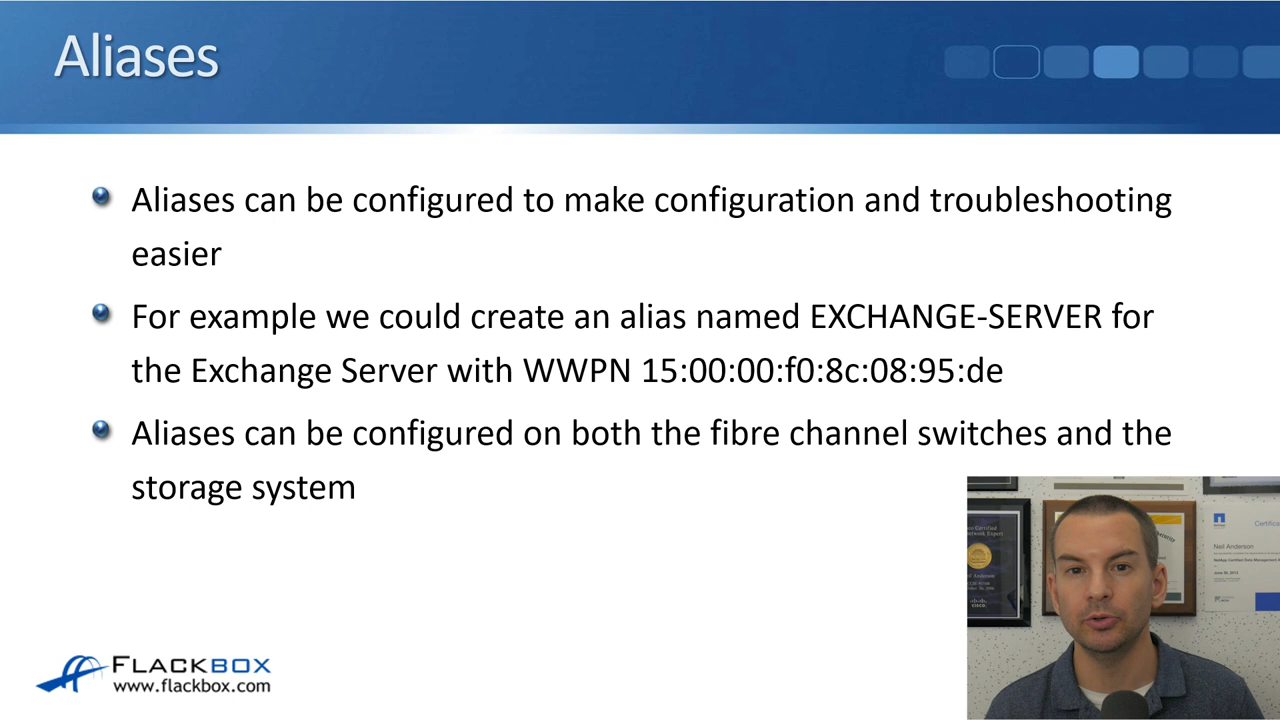 Aliases
Aliases can be configured to make configuration and troubleshooting
easier
For example we could create an alias named EXCHANGE-SERVER for
the Exchange Server with WWPN 15:00:00:f0:8c:08:95:de
Aliases can be configured on both the fibre channel switches and the
storage system
Neil Anderson
FLACKBOX
www.flackbox.com